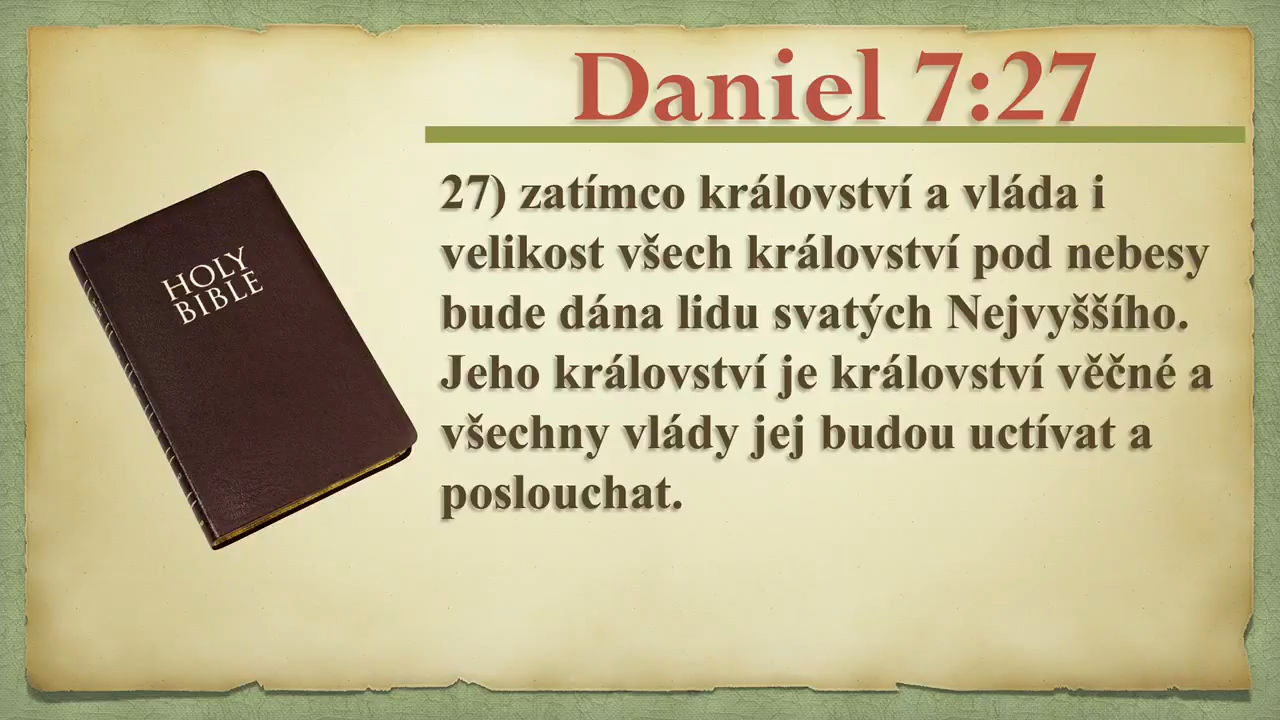 Daniel 7:27
HOLY
BIBLE
27) zatímco království a vláda i
velikost všech království pod nebesy
bude dána lidu svatých Nejvyššího.
Jeho království je království věčné a
všechny vlády jej budou uctívat a
poslouchat.